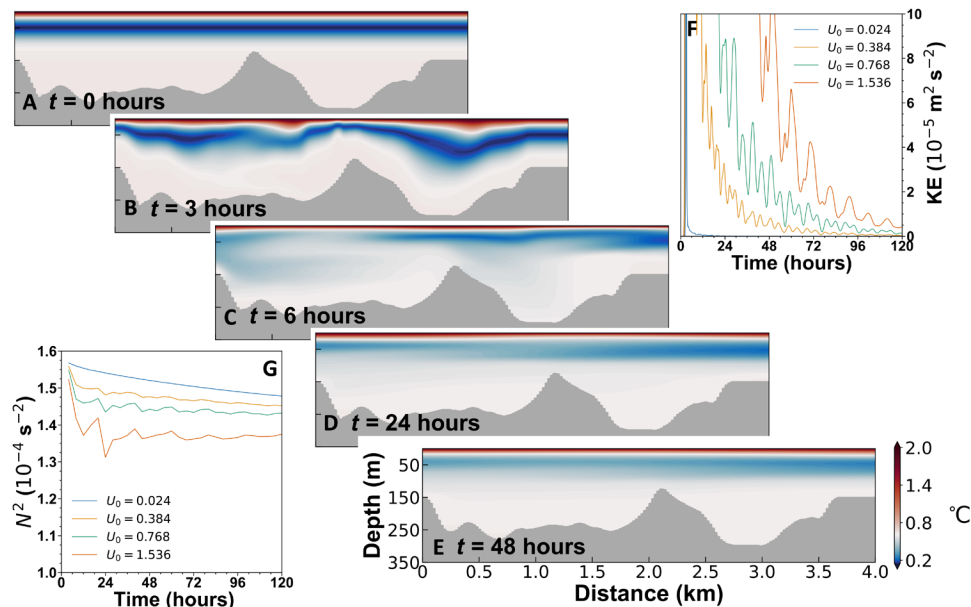 A t = 0 hours
B t = 3 hours
C t = 6 hours
D t = 24 hours
E t = 48 hours
Depth (m)
50
150
250
350
0
0.5
1.0
1.5
2.0
2.5
3.0
3.5
4.0
Distance (km)
2.0
1.4
0.8
0.2
℃
F
U₀ = 0.024
U₀ = 0.384
U₀ = 0.768
U₀ = 1.536
10
8
6
4
2
0
KE (10⁻⁵ m² s⁻²)
0 24 48 72 96 120
Time (hours)
G
1.6
1.5
1.4
1.3
1.2
1.1
1.0
N² (10⁻⁴ s⁻²)
U₀ = 0.024
U₀ = 0.384
U₀ = 0.768
U₀ = 1.536
0 24 48 72 96 120
Time (hours)